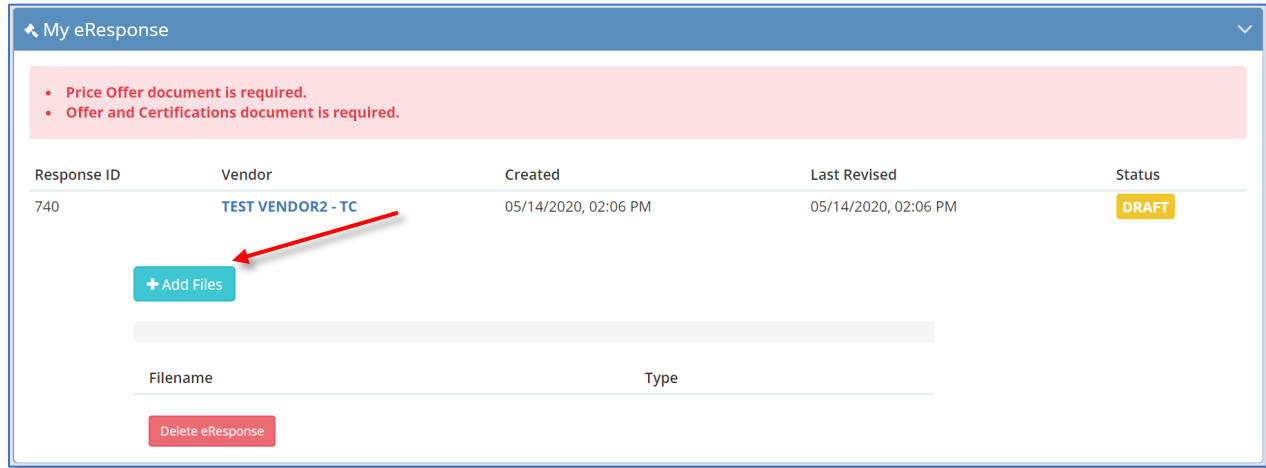 My eResponse
Price Offer document is required.
Offer and Certifications document is required.
Response ID Vendor Created Last Revised Status
740 TEST VENDOR2 - TC 05/14/2020, 02:06 PM 05/14/2020, 02:06 PM DRAFT
+ Add Files
Filename Type
Delete eResponse